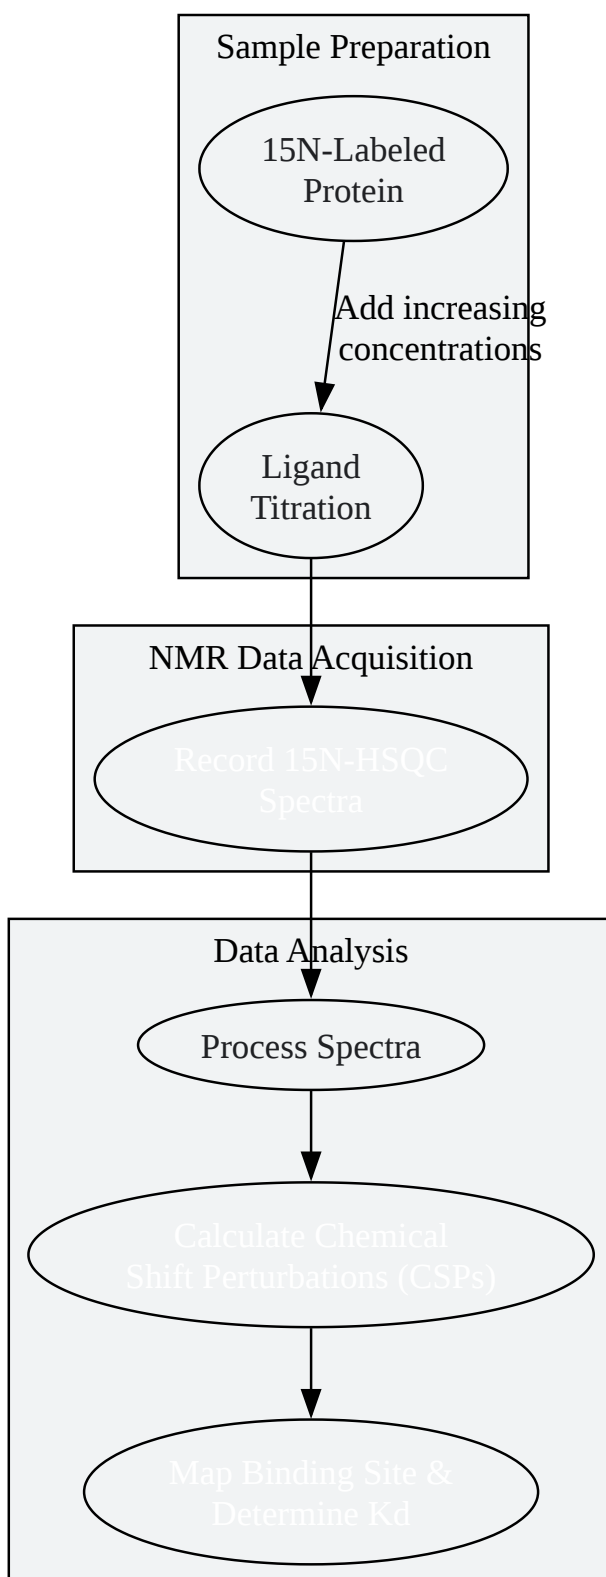 Sample Preparation
15N-Labeled
Protein
Add increasing
concentrations
Ligand
Titration
NMR Data Acquisition
Record 15N-HSQC
Spectra
Data Analysis
Process Spectra
Calculate Chemical
Shift Perturbations (CSPs)
Map Binding Site &
Determine Kd